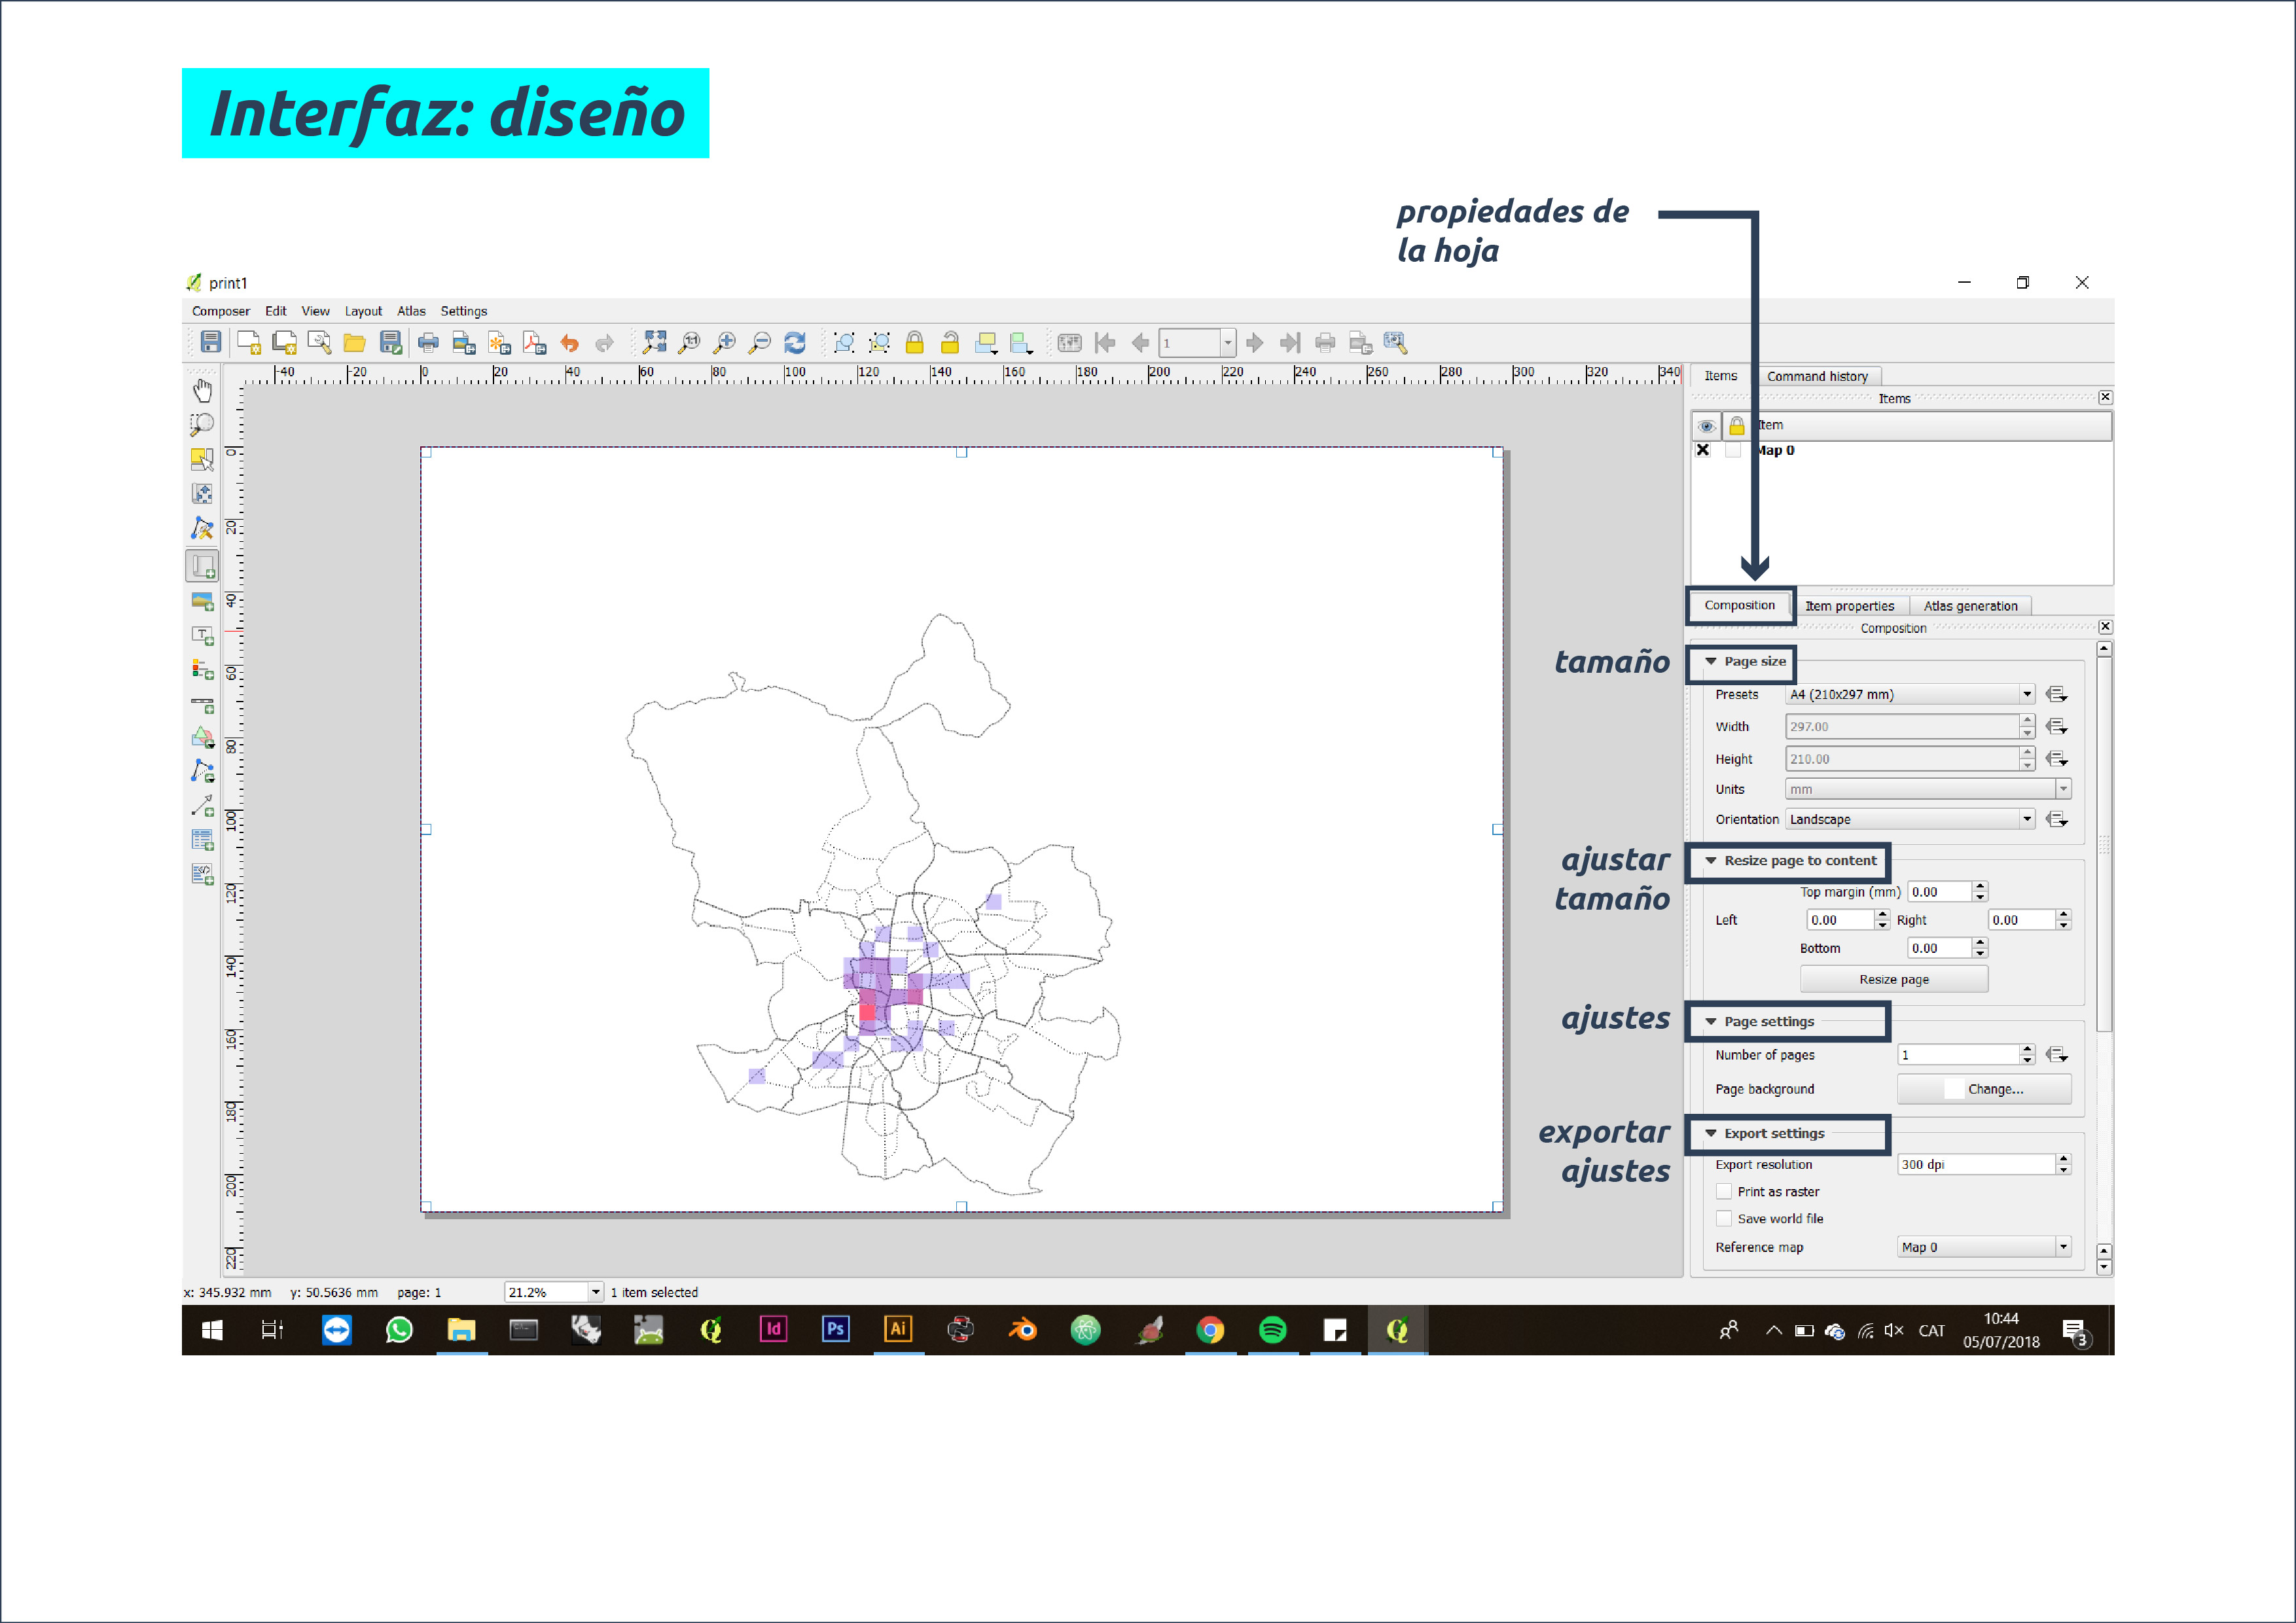 Interfaz: diseño
propiedades de
la hoja
print1
Composer Edit View Layout Atlas Settings
1:1
1
-40 -20 0 20 40 60 80 100 120 140 160 180 200 220 240 260 280 300 320 340
Items Command history
Items
Item
Map 0
0
20
40
60
80
100
120
140
160
180
200
220
Composition Item properties Atlas generation
Composition
tamaño
Page size
Presets A4 (210x297 mm)
Width 297.00
Height 210.00
Units mm
Orientation Landscape
ajustar
tamaño
Resize page to content
Top margin (mm) 0.00
Left 0.00 Right 0.00
Bottom 0.00
Resize page
ajustes
Page settings
Number of pages 1
Page background Change...
exportar
ajustes
Export settings
Export resolution 300 dpi
Print as raster
Save world file
Reference map Map 0
x: 345.932 mm y: 50.5636 mm page: 1 21.2% 1 item selected
Id Ps Ai
CAT
10:44
05/07/2018
3